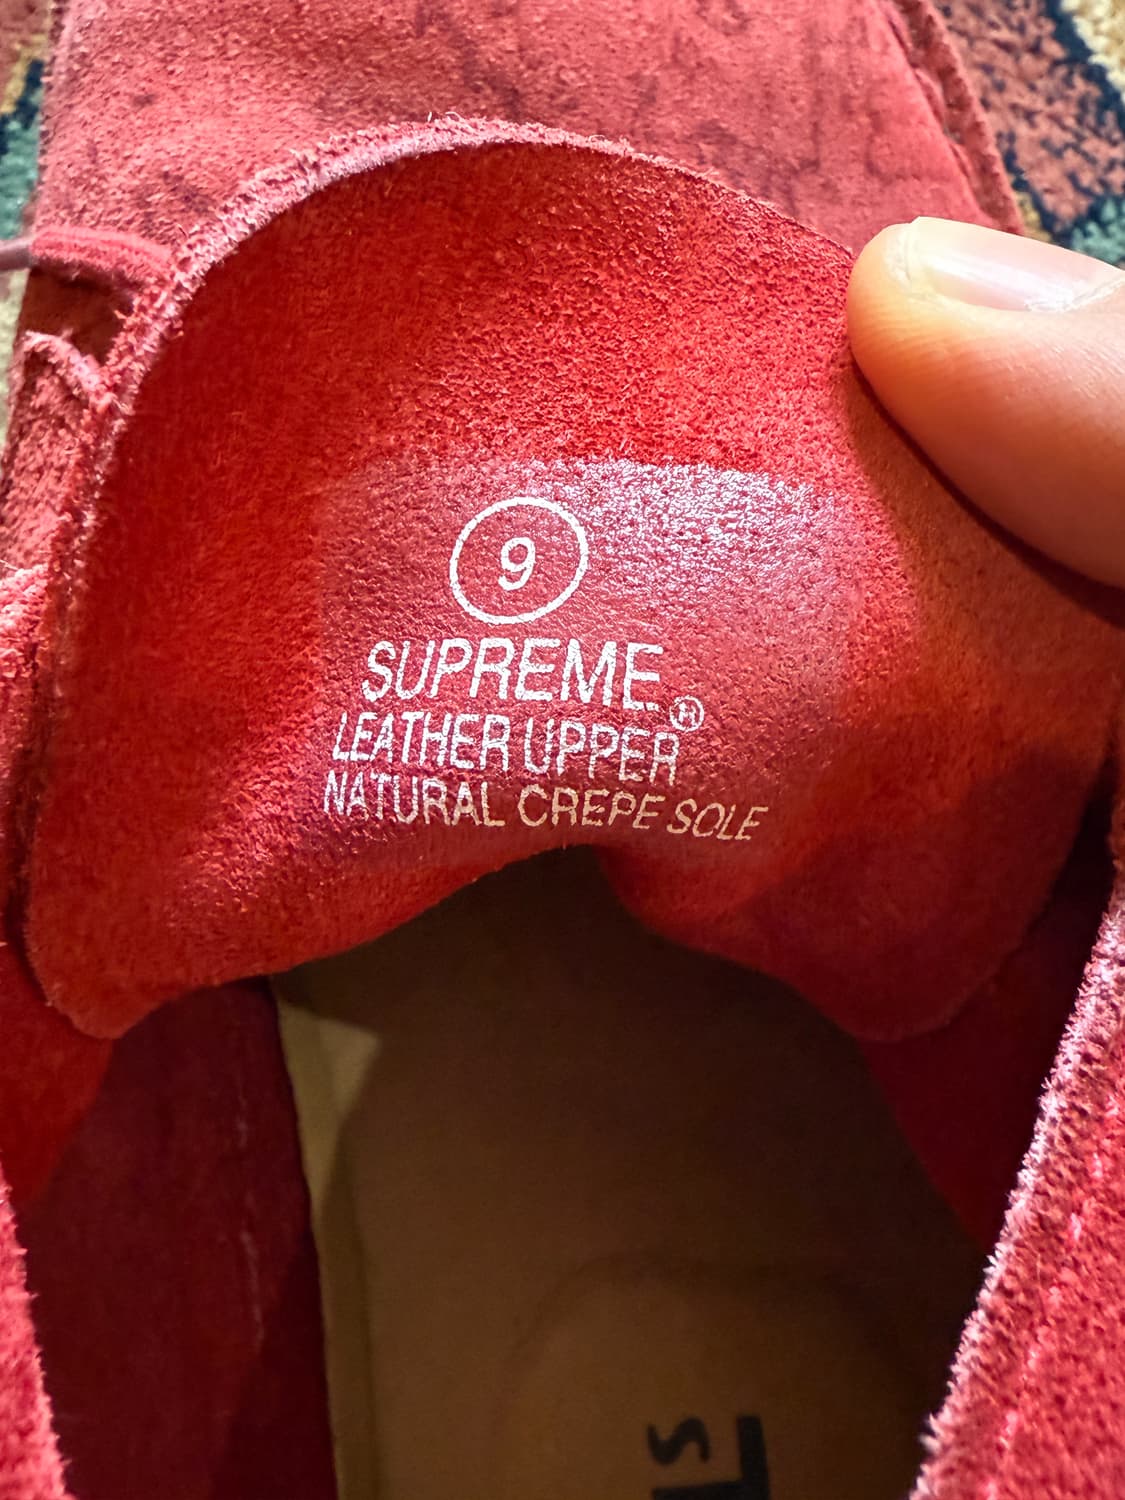 9
SUPREME
®
LEATHER UPPER
NATURAL CREPE SOLE